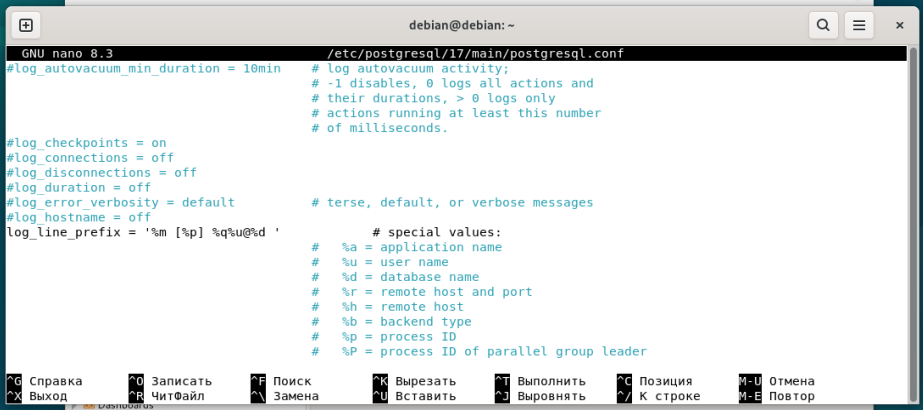 debian@debian: ~
GNU nano 8.3 /etc/postgresql/17/main/postgresql.conf
#log_autovacuum_min_duration = 10min # log autovacuum activity;
# -1 disables, 0 logs all actions and
# their durations, > 0 logs only
# actions running at least this number
# of milliseconds.
#log_checkpoints = on
#log_connections = off
#log_disconnections = off
#log_duration = off
#log_error_verbosity = default # terse, default, or verbose messages
#log_hostname = off
log_line_prefix = '%m [%p] %q%u@%d ' # special values:
# %a = application name
# %u = user name
# %d = database name
# %r = remote host and port
# %h = remote host
# %b = backend type
# %p = process ID
# %P = process ID of parallel group leader
^G Справка ^O Записать ^F Поиск ^K Вырезать ^T Выполнить ^C Позиция M-U Отмена
^X Выход ^R ЧитФайл ^\ Замена ^U Вставить ^J Выровнять ^/ К строке M-E Повтор
Dashboards